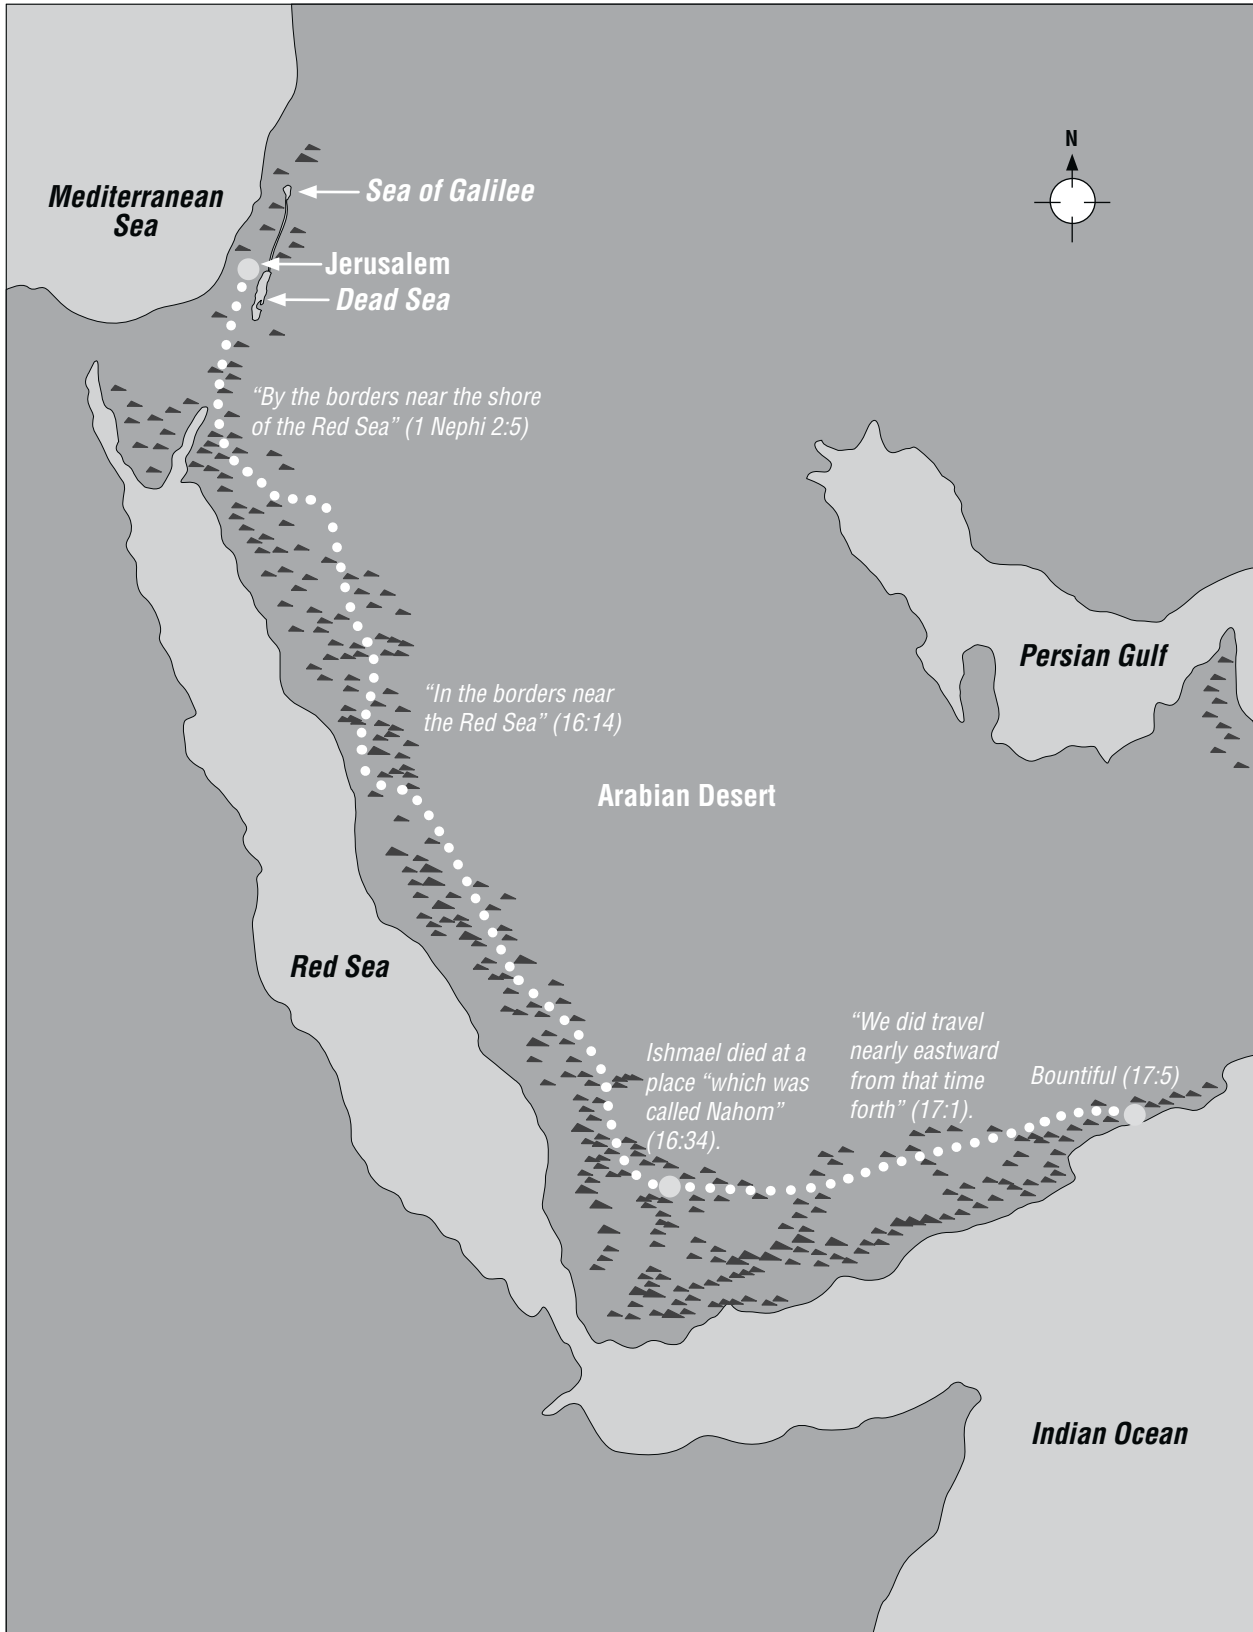 N
Mediterranean
Sea
Sea of Galilee
Jerusalem
Dead Sea
“By the borders near the shore
of the Red Sea” (1 Nephi 2:5)
“In the borders near
the Red Sea” (16:14)
Persian Gulf
Arabian Desert
Red Sea
Ishmael died at a
place “which was
called Nahom”
(16:34).
“We did travel
nearly eastward
from that time
forth” (17:1).
Bountiful (17:5)
Indian Ocean